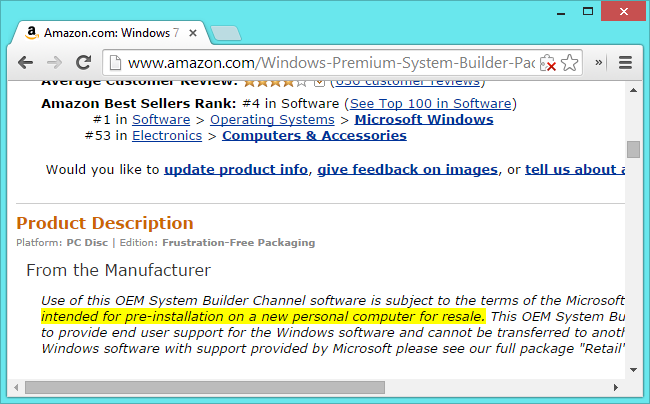 Amazon.com: Windows 7
www.amazon.com/Windows-Premium-System-Builder-Pac
Average Customer Review: (630 customer reviews)
Amazon Best Sellers Rank: #4 in Software (See Top 100 in Software)
#1 in Software > Operating Systems > Microsoft Windows
#53 in Electronics > Computers & Accessories
Would you like to update product info, give feedback on images, or tell us about a
Product Description
Platform: PC Disc | Edition: Frustration-Free Packaging
From the Manufacturer
Use of this OEM System Builder Channel software is subject to the terms of the Microsoft
intended for pre-installation on a new personal computer for resale. This OEM System Bu
to provide end user support for the Windows software and cannot be transferred to anoth
Windows software with support provided by Microsoft please see our full package "Retail"